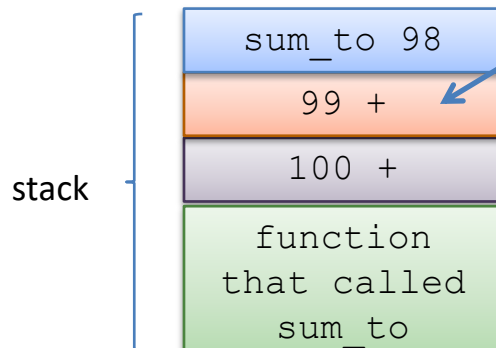 sum_to 98
99 +
100 +
stack
function
that called
sum_to